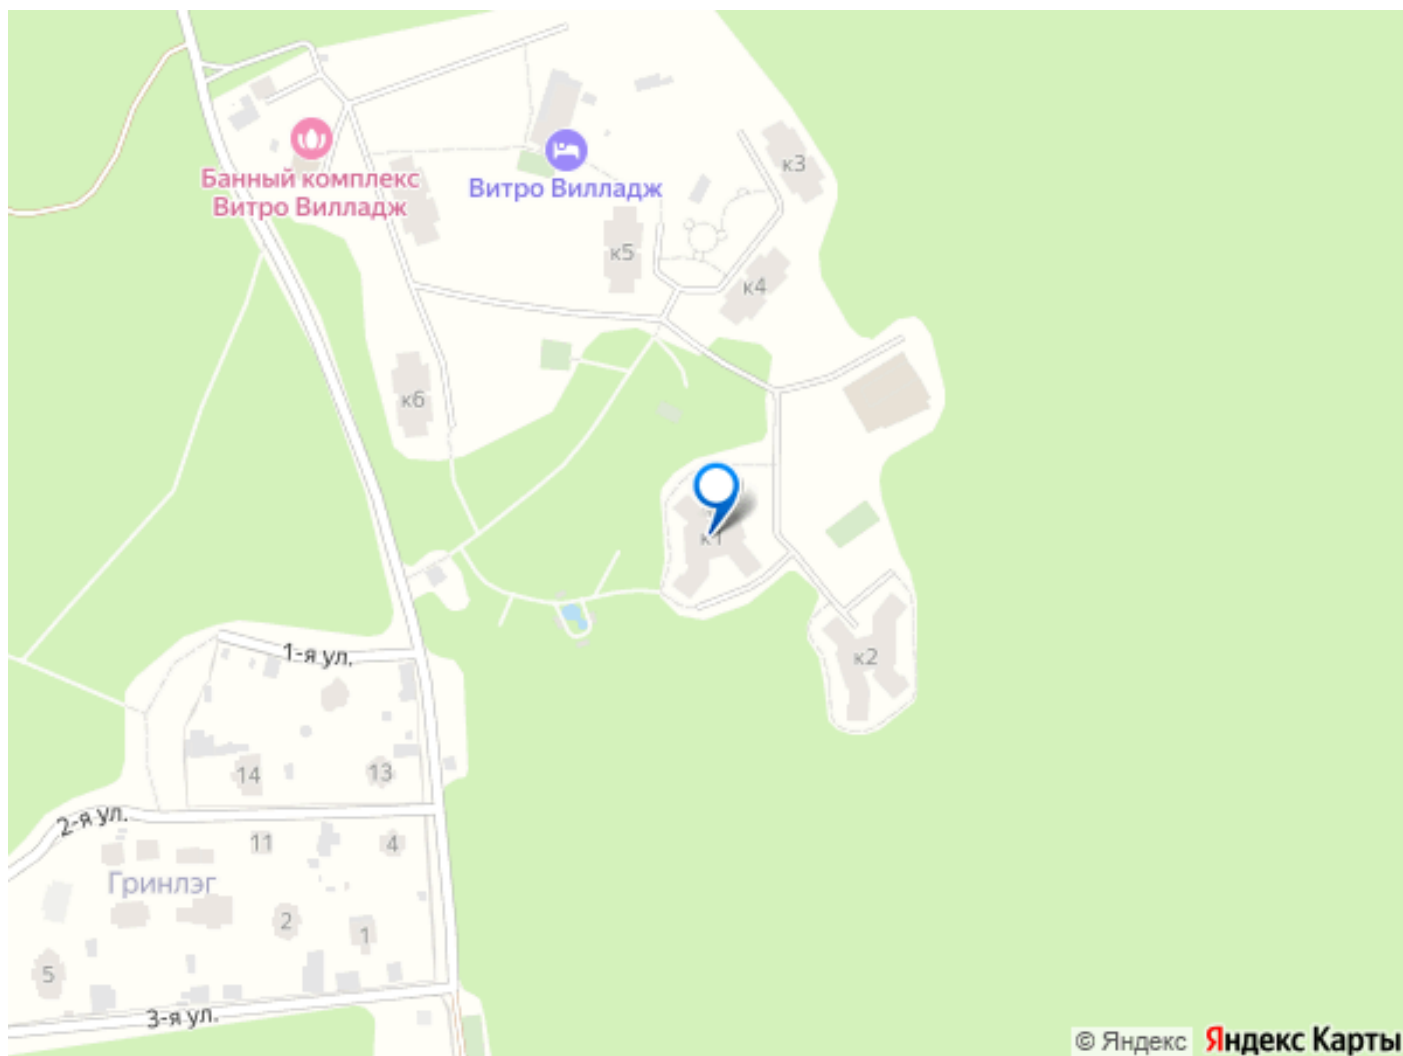 к3
Банный комплекс
Витро Вилладж
Витро Вилладж
к5
к4
к6
к1
к2
1-я ул.
14
13
2-я ул.
11
4
Гринлэг
2
1
5
3-я ул.
© Яндекс Яндекс Карты